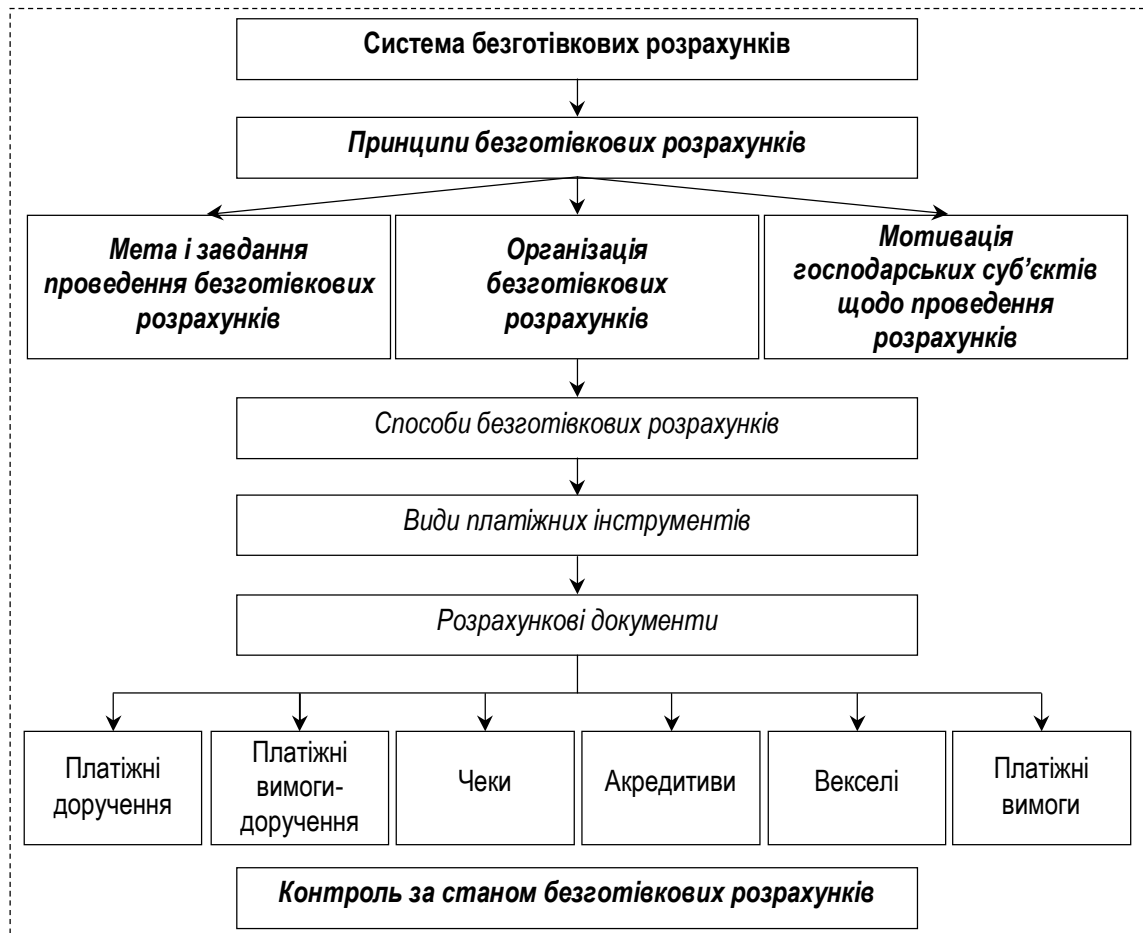 Система безготівкових розрахунків
Принципи безготівкових розрахунків
Мета і завдання
проведення безготівкових
розрахунків
Організація
безготівкових
розрахунків
Мотивація
господарських суб’єктів
щодо проведення
розрахунків
Способи безготівкових розрахунків
Види платіжних інструментів
Розрахункові документи
Платіжні
доручення
Платіжні
вимоги-
доручення
Чеки
Акредитиви
Векселі
Платіжні
вимоги
Контроль за станом безготівкових розрахунків